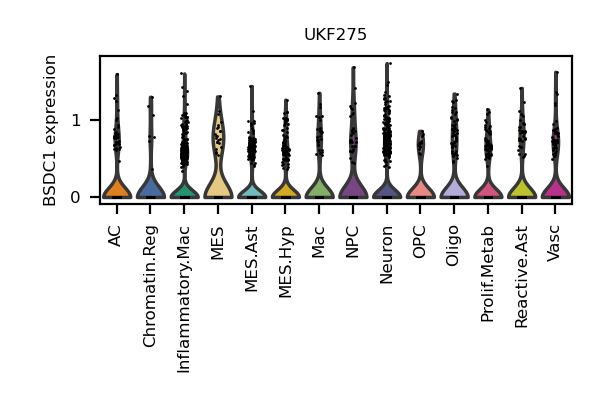 UKF275
BSDC1 expression
1
0
AC
Chromatin.Reg
Inflammatory.Mac
MES
MES.Ast
MES.Hyp
Mac
NPC
Neuron
OPC
Oligo
Prolif.Metab
Reactive.Ast
Vasc